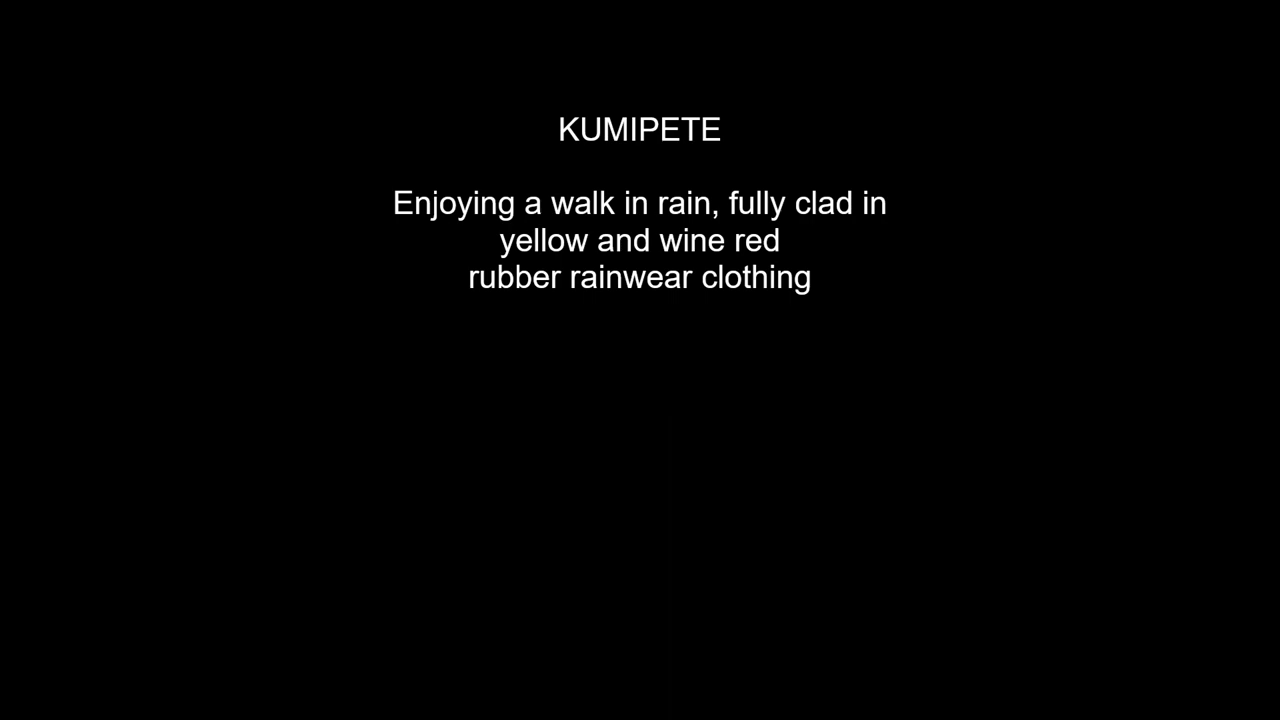 KUMIPETE
Enjoying a walk in rain, fully clad in
yellow and wine red
rubber rainwear clothing